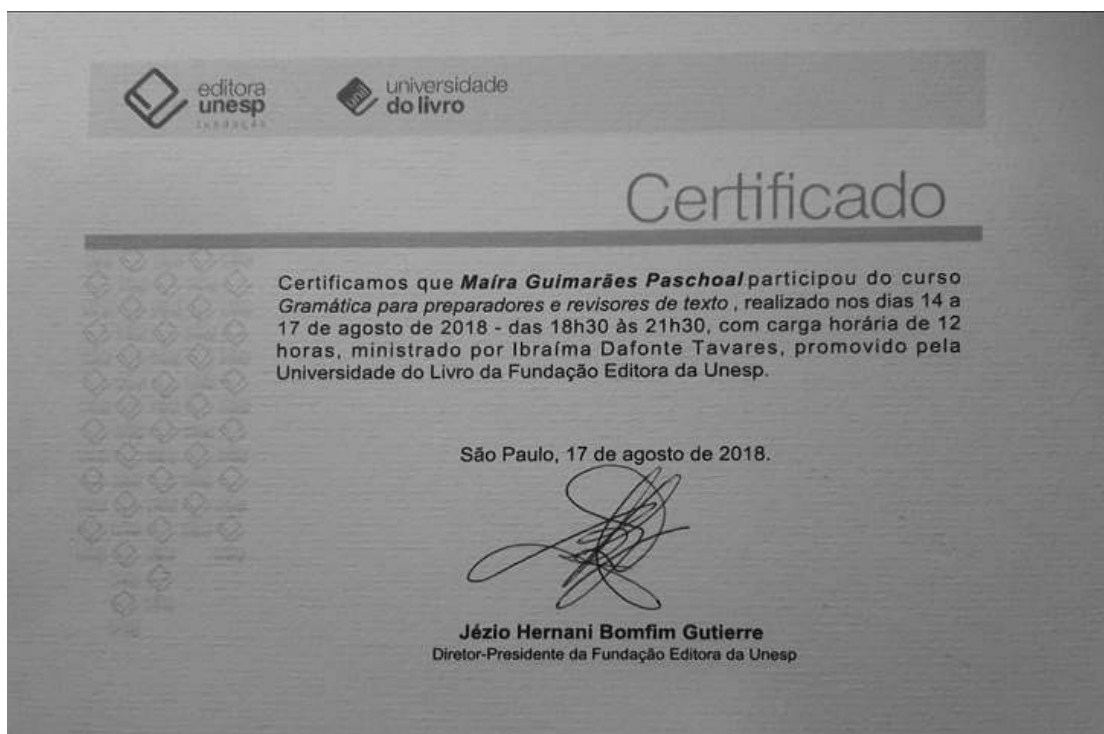 editora
unesp
fundação
universidade
do livro
Certificado
Certificamos que Maíra Guimarães Paschoal participou do curso
Gramática para preparadores e revisores de texto , realizado nos dias 14 a
17 de agosto de 2018 - das 18h30 às 21h30, com carga horária de 12
horas, ministrado por Ibraíma Dafonte Tavares, promovido pela
Universidade do Livro da Fundação Editora da Unesp.
São Paulo, 17 de agosto de 2018.
Jézio Hernani Bomfim Gutierre
Diretor-Presidente da Fundação Editora da Unesp